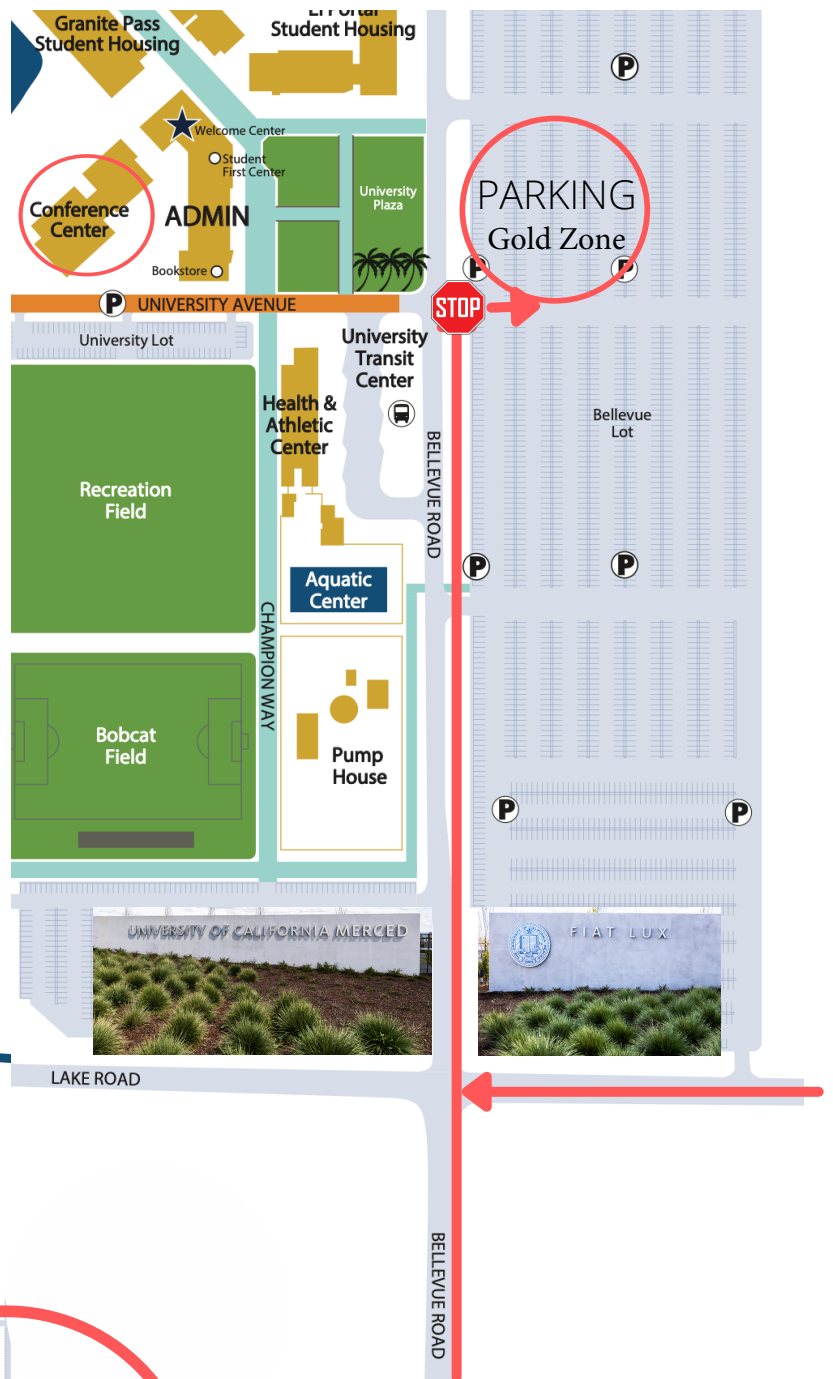 Granite Pass
Student Housing
El Portal
Student Housing
P
Welcome Center
Student
First Center
Conference
Center
ADMIN
Bookstore
University
Plaza
PARKING
Gold Zone
P
P
P
UNIVERSITY AVENUE
STOP
University Lot
University
Transit
Center
Health &
Athletic
Center
Bellevue
Lot
BELLEVUE ROAD
Recreation
Field
P
P
Aquatic
Center
CHAMPION WAY
Bobcat
Field
Pump
House
P
P
UNIVERSITY OF CALIFORNIA MERCED
FIAT LUX
LAKE ROAD
BELLEVUE ROAD